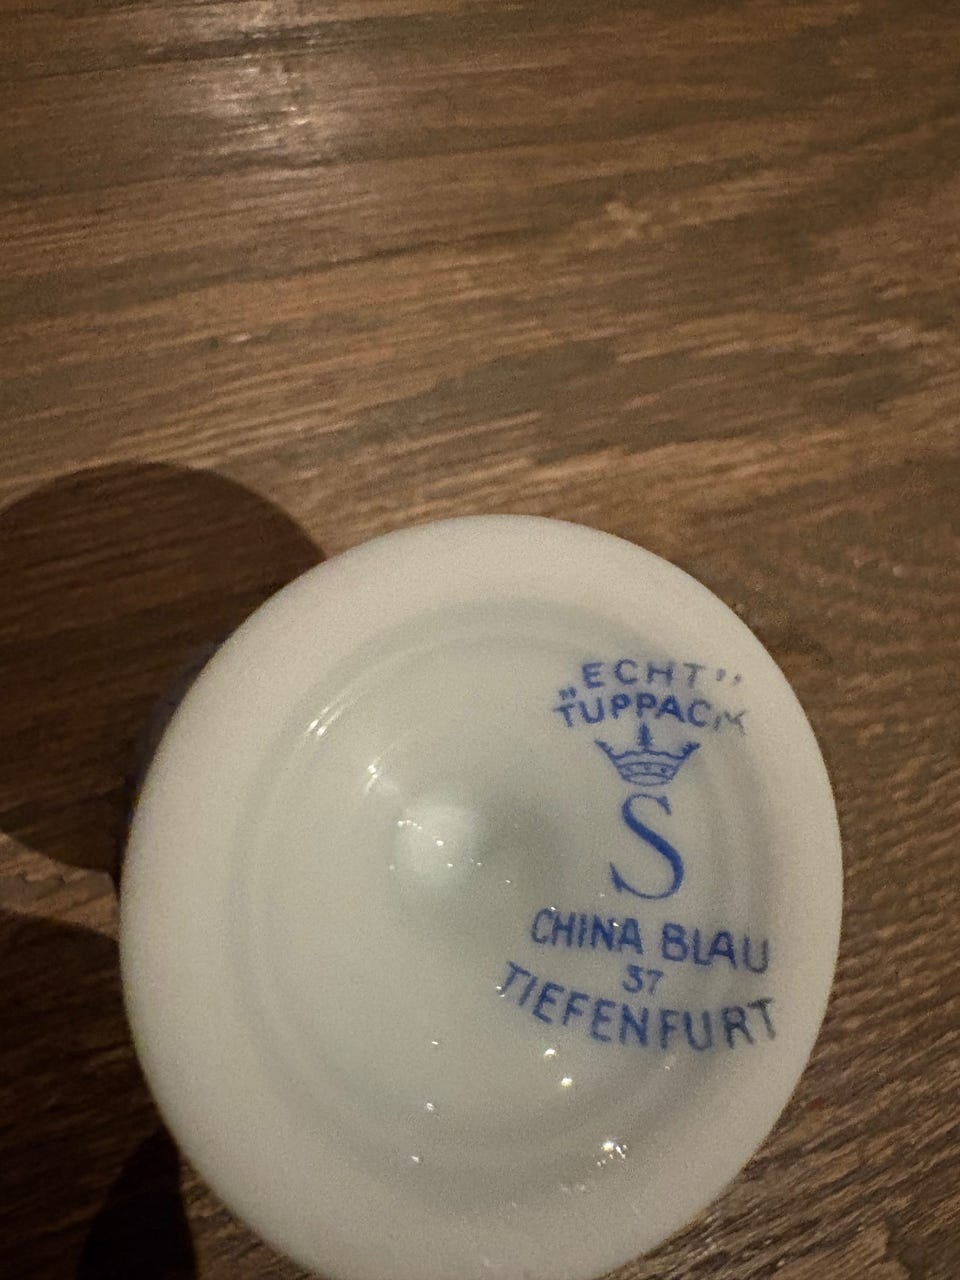 "ECHT"
„TUPPACK
S
CHINA BLAU
37
TIEFENFURT